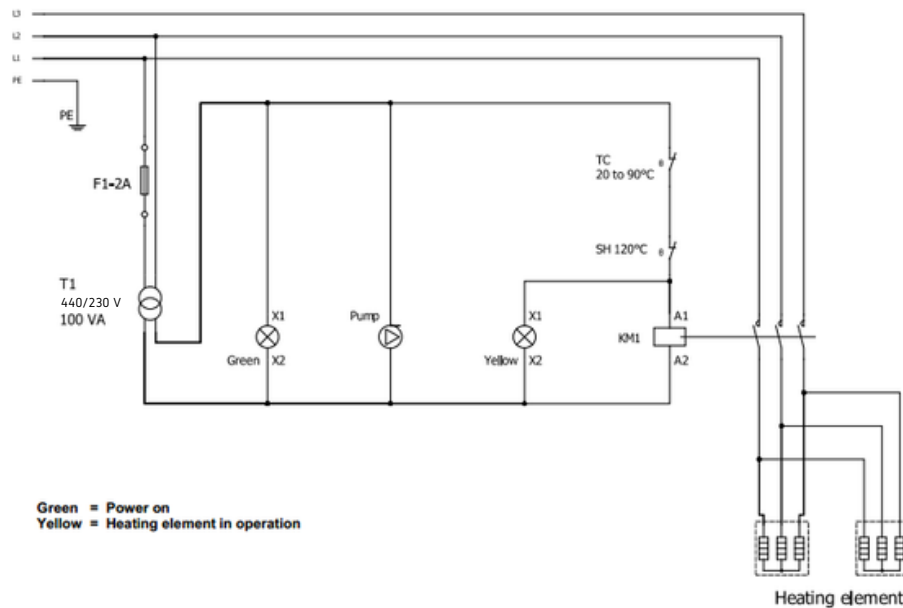 L3
L2
L1
PE
PE
F1-2A
T1
440/230 V
100 VA
TC
20 to 90°C
SH 120°C
θ
θ
X1
Green
X2
Pump
X1
Yellow
X2
A1
KM1
A2
Green = Power on
Yellow = Heating element in operation
Heating element